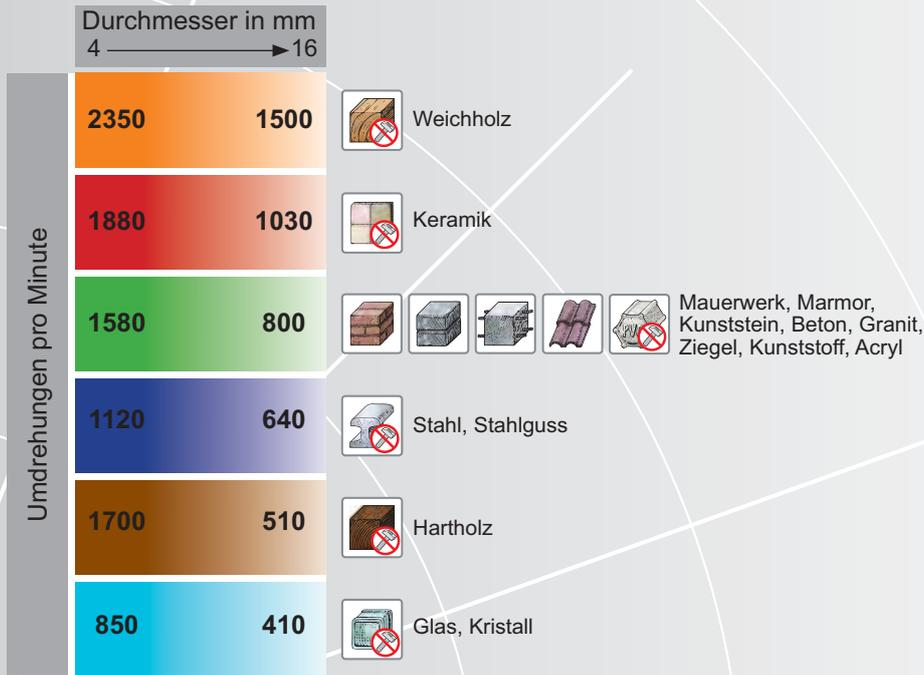 Durchmesser in mm
4 16
Umdrehungen pro Minute
2350 1500 Weichholz
1880 1030 Keramik
1580 800 Mauerwerk, Marmor,
Kunststein, Beton, Granit,
Ziegel, Kunststoff, Acryl
1120 640 Stahl, Stahlguss
1700 510 Hartholz
850 410 Glas, Kristall